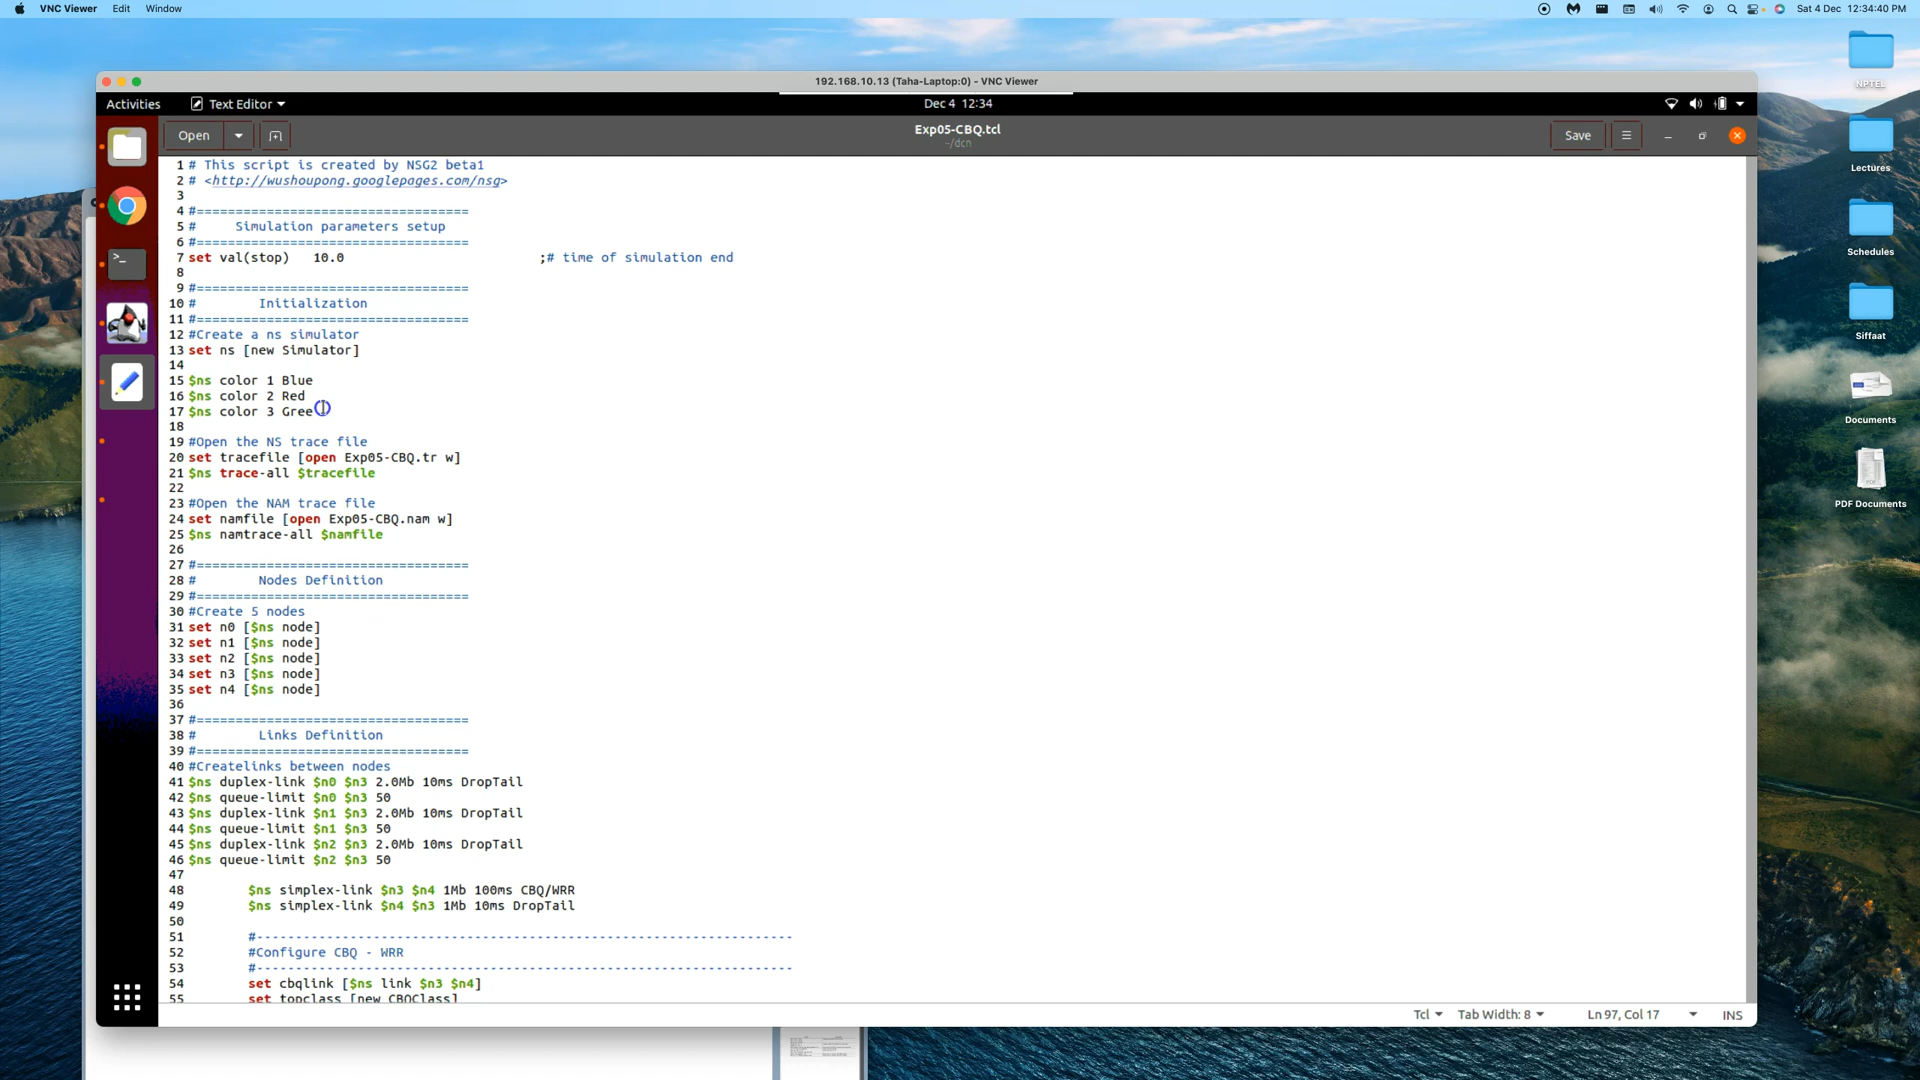 VNC Viewer Edit Window Sat 4 Dec 12:34:40 PM
192.168.10.13 (Taha-Laptop:0) - VNC Viewer
Activities Text Editor Dec 4 12:34
Open Exp05-CBQ.tcl Save
~/dcn
1 # This script is created by NSG2 beta1
2 # <http://wushoupong.googlepages.com/nsg>
3
4 #===================================
5 # Simulation parameters setup
6 #===================================
7 set val(stop) 10.0 ;# time of simulation end
8
9 #===================================
10 # Initialization
11 #===================================
12 #Create a ns simulator
13 set ns [new Simulator]
14
15 $ns color 1 Blue
16 $ns color 2 Red
17 $ns color 3 Gree
18
19 #Open the NS trace file
20 set tracefile [open Exp05-CBQ.tr w]
21 $ns trace-all $tracefile
22
23 #Open the NAM trace file
24 set namfile [open Exp05-CBQ.nam w]
25 $ns namtrace-all $namfile
26
27 #===================================
28 # Nodes Definition
29 #===================================
30 #Create 5 nodes
31 set n0 [$ns node]
32 set n1 [$ns node]
33 set n2 [$ns node]
34 set n3 [$ns node]
35 set n4 [$ns node]
36
37 #===================================
38 # Links Definition
39 #===================================
40 #Createlinks between nodes
41 $ns duplex-link $n0 $n3 2.0Mb 10ms DropTail
42 $ns queue-limit $n0 $n3 50
43 $ns duplex-link $n1 $n3 2.0Mb 10ms DropTail
44 $ns queue-limit $n1 $n3 50
45 $ns duplex-link $n2 $n3 2.0Mb 10ms DropTail
46 $ns queue-limit $n2 $n3 50
47
48 $ns simplex-link $n3 $n4 1Mb 100ms CBQ/WRR
49 $ns simplex-link $n4 $n3 1Mb 10ms DropTail
50
51 #---------------------------------------------------------------------
52 #Configure CBQ - WRR
53 #---------------------------------------------------------------------
54 set cbqlink [$ns link $n3 $n4]
55 set topclass [new CBQClass]
Tcl Tab Width: 8 Ln 97, Col 17 INS
NPTEL
Lectures
Schedules
Siffaat
Documents
PDF Documents